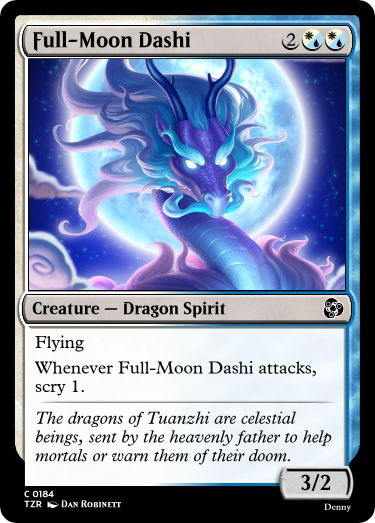 Full-Moon Dashi 2
Creature — Dragon Spirit
Flying
Whenever Full-Moon Dashi attacks,
scry 1.
The dragons of Tuanzhi are celestial
beings, sent by the heavenly father to help
mortals or warn them of their doom.
3/2
C 0184
TZR Dan Robinett
Denny